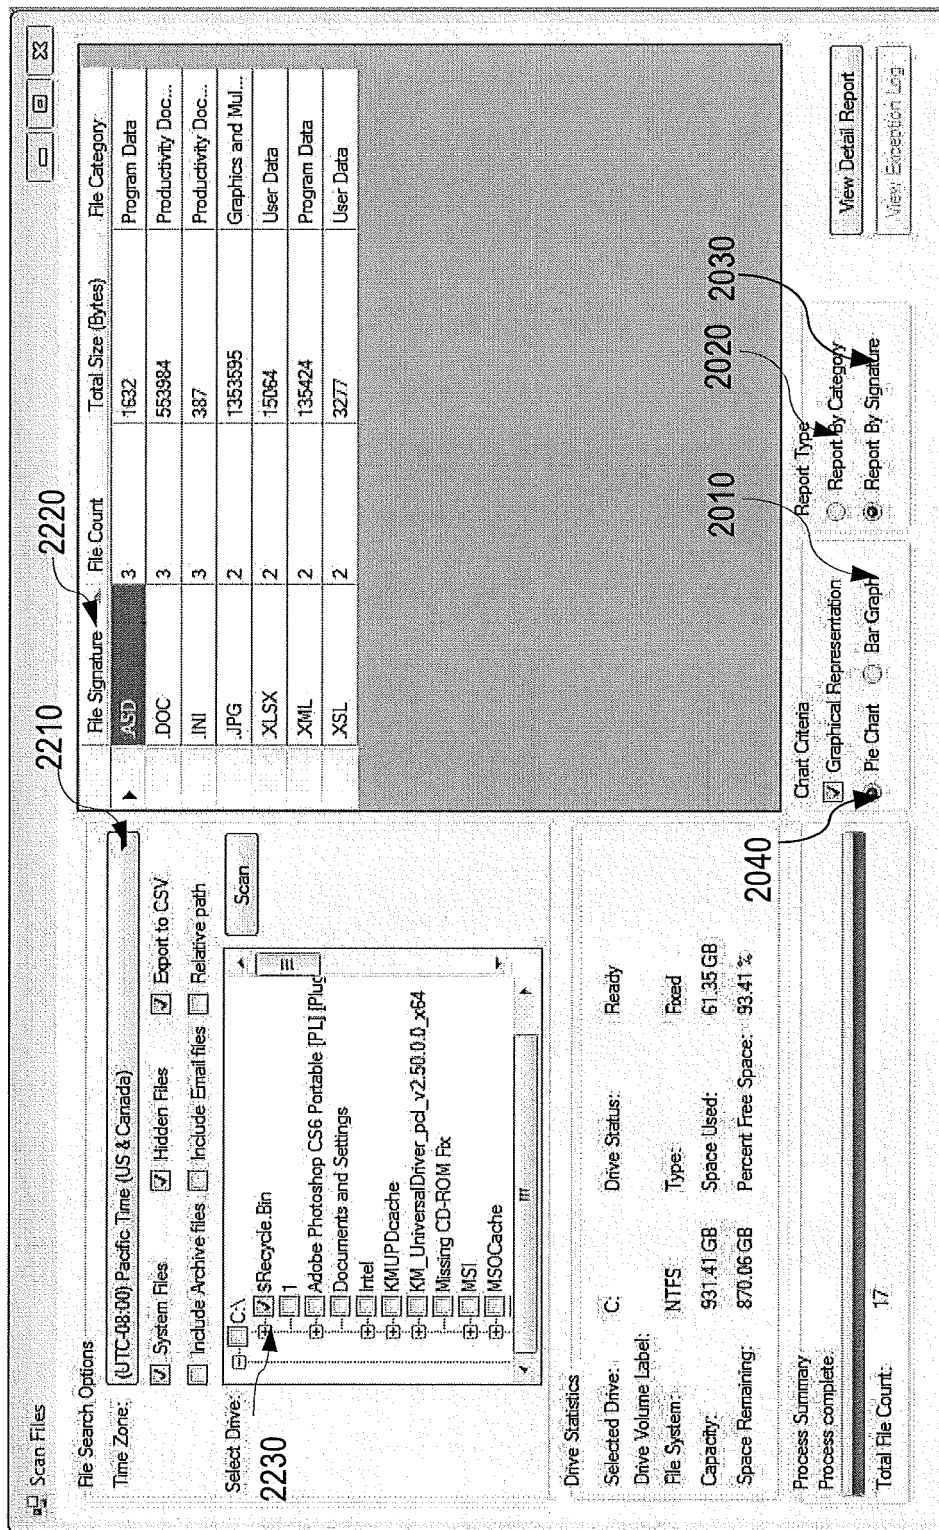 Scan Files
File Search Options
Time Zone: (UTC-08:00) Pacific Time (US & Canada)
System Files Hidden Files Export to CSV
Include Archive files Include Email files Relative path
Select Drive:
Scan
C:\
$Recycle.Bin
1
Adobe Photoshop CS6 Portable [PL] [Plug
Documents and Settings
Intel
KMUPDcache
KM_UniversalDriver_pcl_v2.50.0.0_x64
Missing CD-ROM Fix
MSI
MSOCache
2230
Drive Statistics
Selected Drive: C: Drive Status: Ready
Drive Volume Label:
File System: NTFS Type: Fixed
Capacity: 931.41 GB Space Used: 61.35 GB
Space Remaining: 870.06 GB Percent Free Space: 93.41 %
Process Summary
Process complete.
Total File Count: 17
2210
2220
File Signature File Count Total Size (Bytes) File Category
.ASD 3 1632 Program Data
.DOC 3 553984 Productivity Doc...
.INI 3 387 Productivity Doc...
.JPG 2 1353595 Graphics and Mul...
.XLSX 2 15064 User Data
.XML 2 135424 Program Data
.XSL 2 3277 User Data
2040
2010
2020
2030
Chart Criteria
Graphical Representation
Pie Chart Bar Graph
Report Type
Report By Category
Report By Signature
View Detail Report
View Exception Log